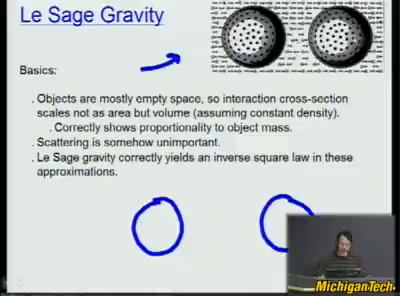 Le Sage Gravity
Basics:
. Objects are mostly empty space, so interaction cross-section
scales not as area but volume (assuming constant density).
. Correctly shows proportionality to object mass.
. Scattering is somehow unimportant.
. Le Sage gravity correctly yields an inverse square law in these
approximations.
MichiganTech